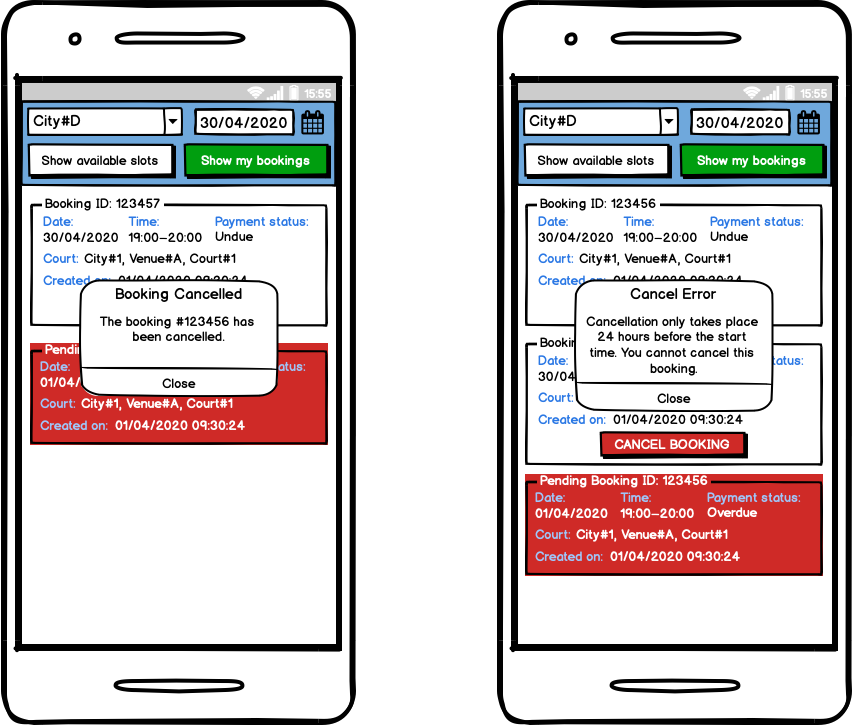 15:55
City#D
30/04/2020
Show available slots
Show my bookings
Booking ID: 123457
Date: Time: Payment status:
30/04/2020 19:00-20:00 Undue
Court: City#1, Venue#A, Court#1
Created on: 01/04/2020 09:30:24
Booking Cancelled
The booking #123456 has
been cancelled.
Close
Date:
01/04/
Court: City#1, Venue#A, Court#1
Created on: 01/04/2020 09:30:24
15:55
City#D
30/04/2020
Show available slots
Show my bookings
Booking ID: 123456
Date: Time: Payment status:
30/04/2020 19:00-20:00 Undue
Court: City#1, Venue#A, Court#1
Created on: 01/04/2020 09:30:24
Cancel Error
Cancellation only takes place
24 hours before the start
time. You cannot cancel this
booking.
Close
Date:
30/04
Court:
Created on: 01/04/2020 09:30:24
CANCEL BOOKING
Pending Booking ID: 123456
Date: Time: Payment status:
01/04/2020 19:00-20:00 Overdue
Court: City#1, Venue#A, Court#1
Created on: 01/04/2020 09:30:24